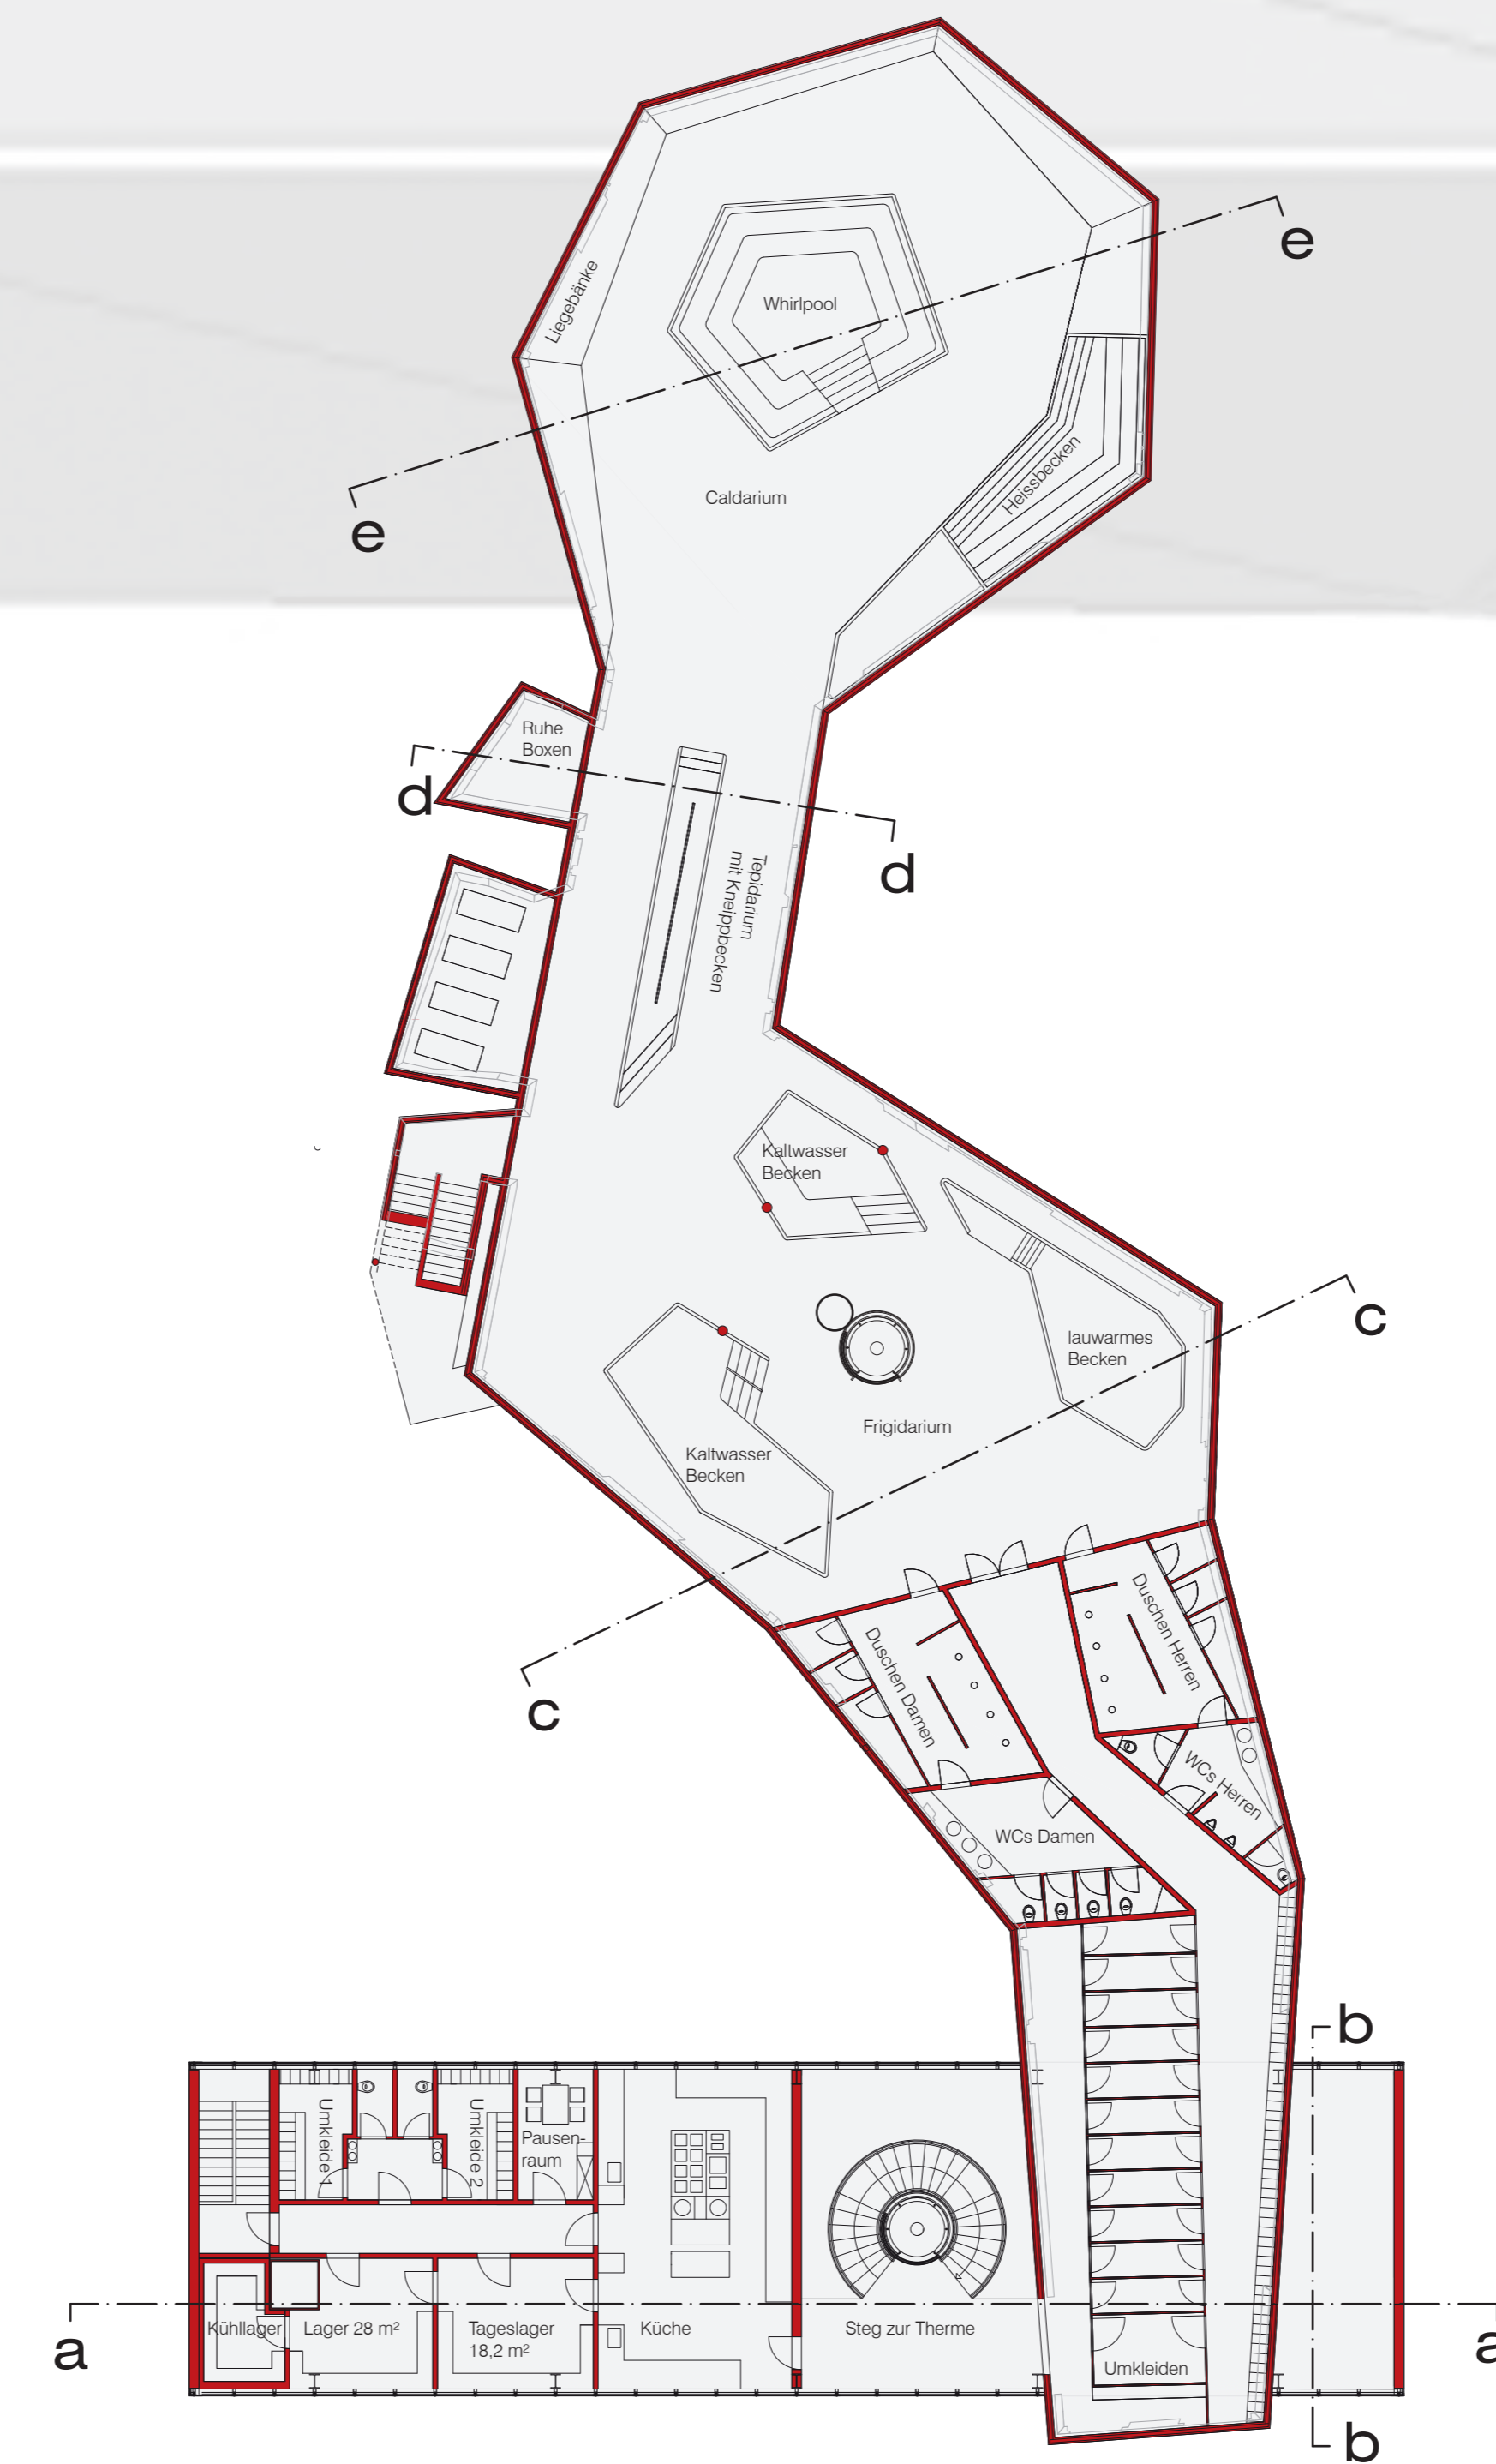 e
Whirlpool
Liegebänke
Heissbecken
Caldarium
e
Ruhe
Boxen
d
d
Tepidarium
mit Kneippbecken
Kaltwasser
Becken
c
lauwarmes
Becken
Frigidarium
Kaltwasser
Becken
c
Duschen Herren
Duschen Damen
WCs Herren
WCs Damen
b
Umkleide 1
Umkleide 2
Pausen-
raum
a
Kühllager
Lager 28 m²
Tageslager
18,2 m²
Küche
Steg zur Therme
a
Umkleiden
b